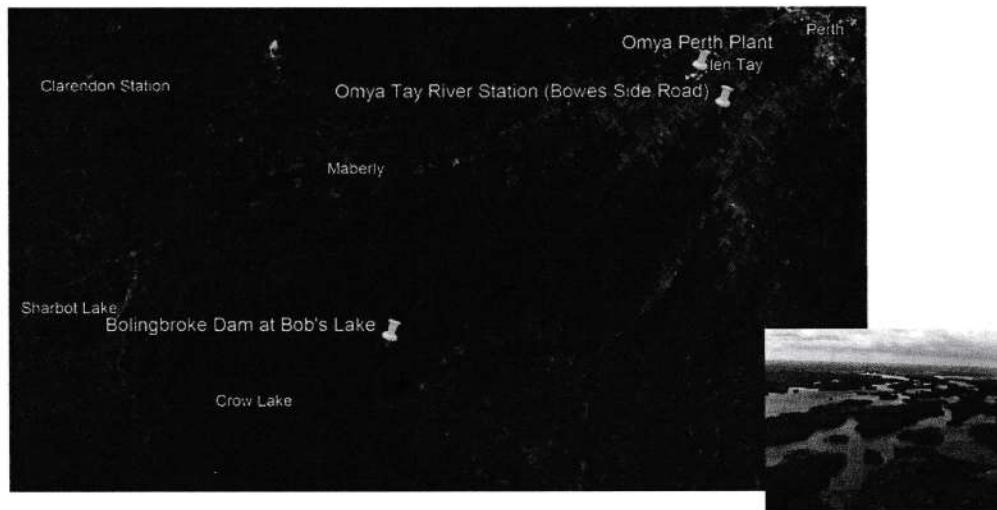 Perth
Omya Perth Plant
len Tay
Clarendon Station
Omya Tay River Station (Bowes Side Road)
Maberly
Sharbot Lake
Bolingbroke Dam at Bob's Lake
Crow Lake